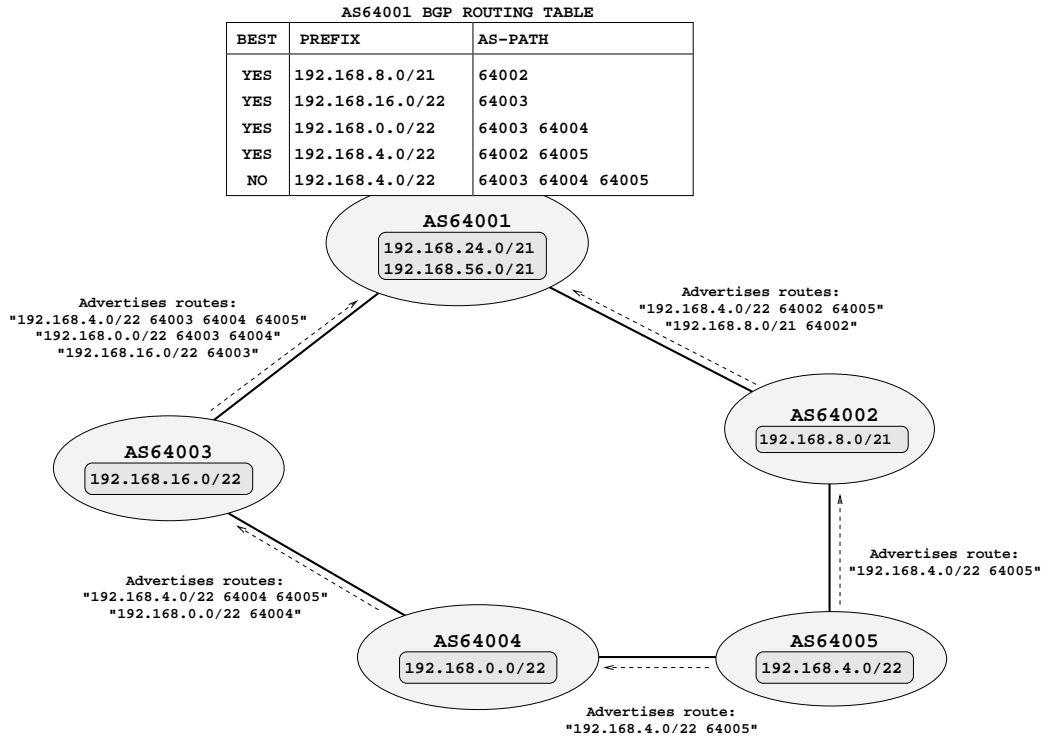 AS64001 BGP ROUTING TABLE
BEST PREFIX AS-PATH
YES 192.168.8.0/21 64002
YES 192.168.16.0/22 64003
YES 192.168.0.0/22 64003 64004
YES 192.168.4.0/22 64002 64005
NO 192.168.4.0/22 64003 64004 64005
AS64001
192.168.24.0/21
192.168.56.0/21
Advertises routes:
"192.168.4.0/22 64003 64004 64005"
"192.168.0.0/22 64003 64004"
"192.168.16.0/22 64003"
Advertises routes:
"192.168.4.0/22 64002 64005"
"192.168.8.0/21 64002"
AS64002
192.168.8.0/21
AS64003
192.168.16.0/22
Advertises route:
"192.168.4.0/22 64005"
Advertises routes:
"192.168.4.0/22 64004 64005"
"192.168.0.0/22 64004"
AS64004
192.168.0.0/22
AS64005
192.168.4.0/22
Advertises route:
"192.168.4.0/22 64005"